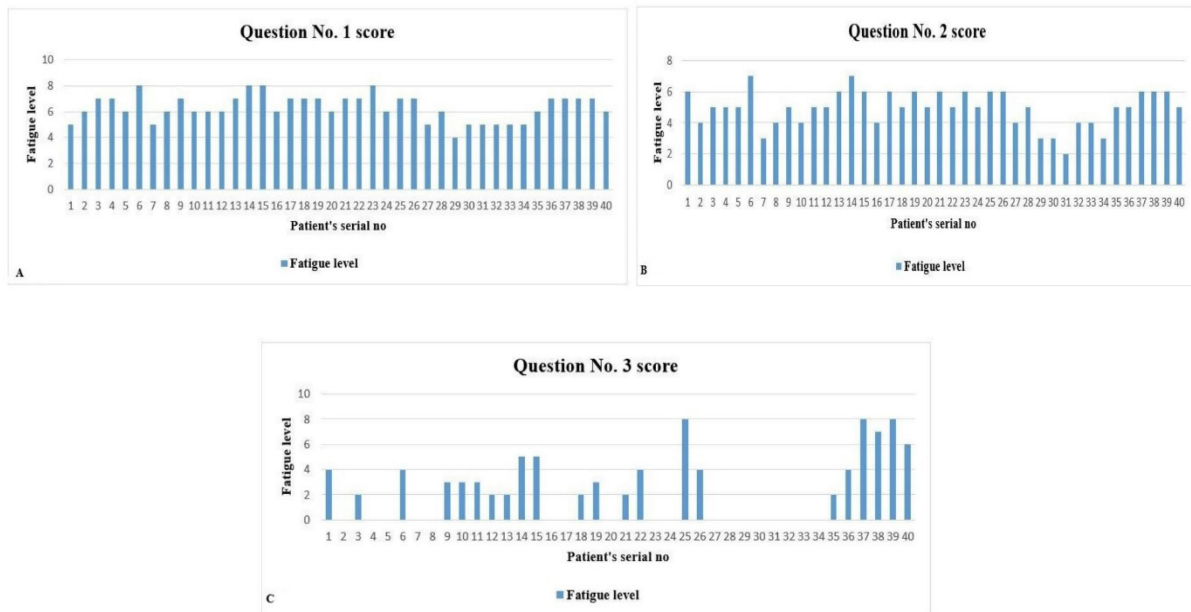 Question No. 1 score
10
8
6
4
2
0
Fatigue level
1 2 3 4 5 6 7 8 9 10 11 12 13 14 15 16 17 18 19 20 21 22 23 24 25 26 27 28 29 30 31 32 33 34 35 36 37 38 39 40
Patient's serial no
Fatigue level
A
Question No. 2 score
8
6
4
2
0
Fatigue level
1 2 3 4 5 6 7 8 9 10 11 12 13 14 15 16 17 18 19 20 21 22 23 24 25 26 27 28 29 30 31 32 33 34 35 36 37 38 39 40
Patient's serial no
Fatigue level
B
Question No. 3 score
10
8
6
4
2
0
Fatigue level
1 2 3 4 5 6 7 8 9 10 11 12 13 14 15 16 17 18 19 20 21 22 23 24 25 26 27 28 29 30 31 32 33 34 35 36 37 38 39 40
Patient's serial no
Fatigue level
C